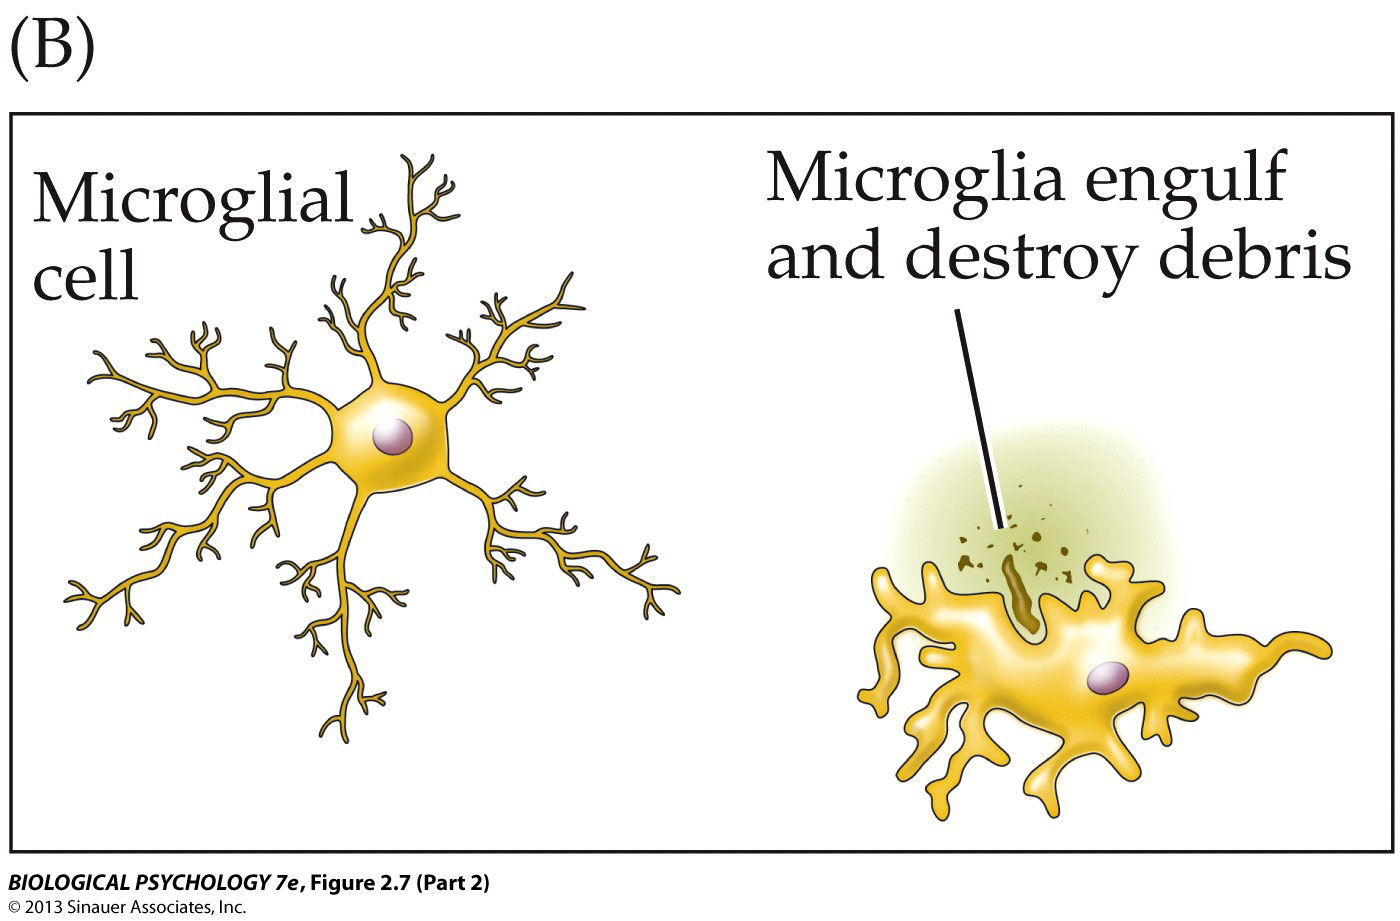 (B)
Microglial
cell
Microglia engulf
and destroy debris
BIOLOGICAL PSYCHOLOGY 7e, Figure 2.7 (Part 2)
© 2013 Sinauer Associates, Inc.